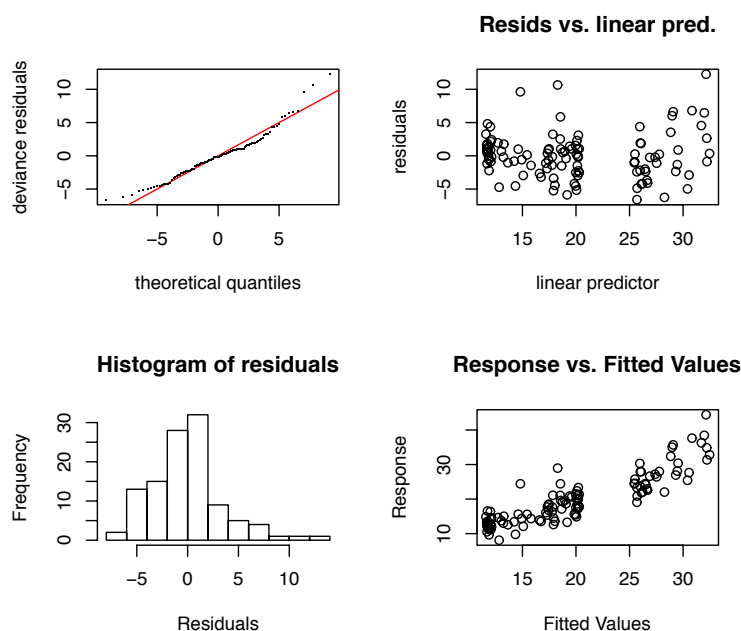 deviance residuals
10
5
0
−5
−5 0 5
theoretical quantiles
Resids vs. linear pred.
residuals
10
5
0
−5
15 20 25 30
linear predictor
Histogram of residuals
Frequency
30
10
0
−5 0 5 10
Residuals
Response vs. Fitted Values
Response
30
10
15 20 25 30
Fitted Values